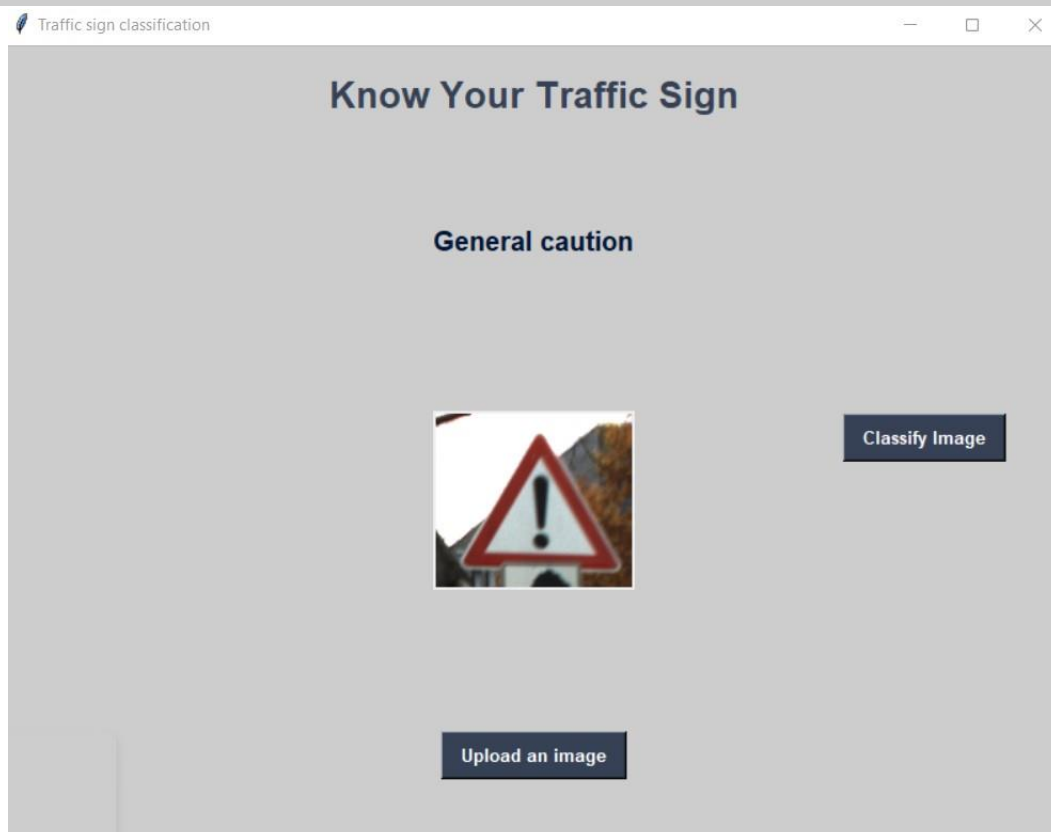 Traffic sign classification
Know Your Traffic Sign
General caution
!
Classify Image
Upload an image